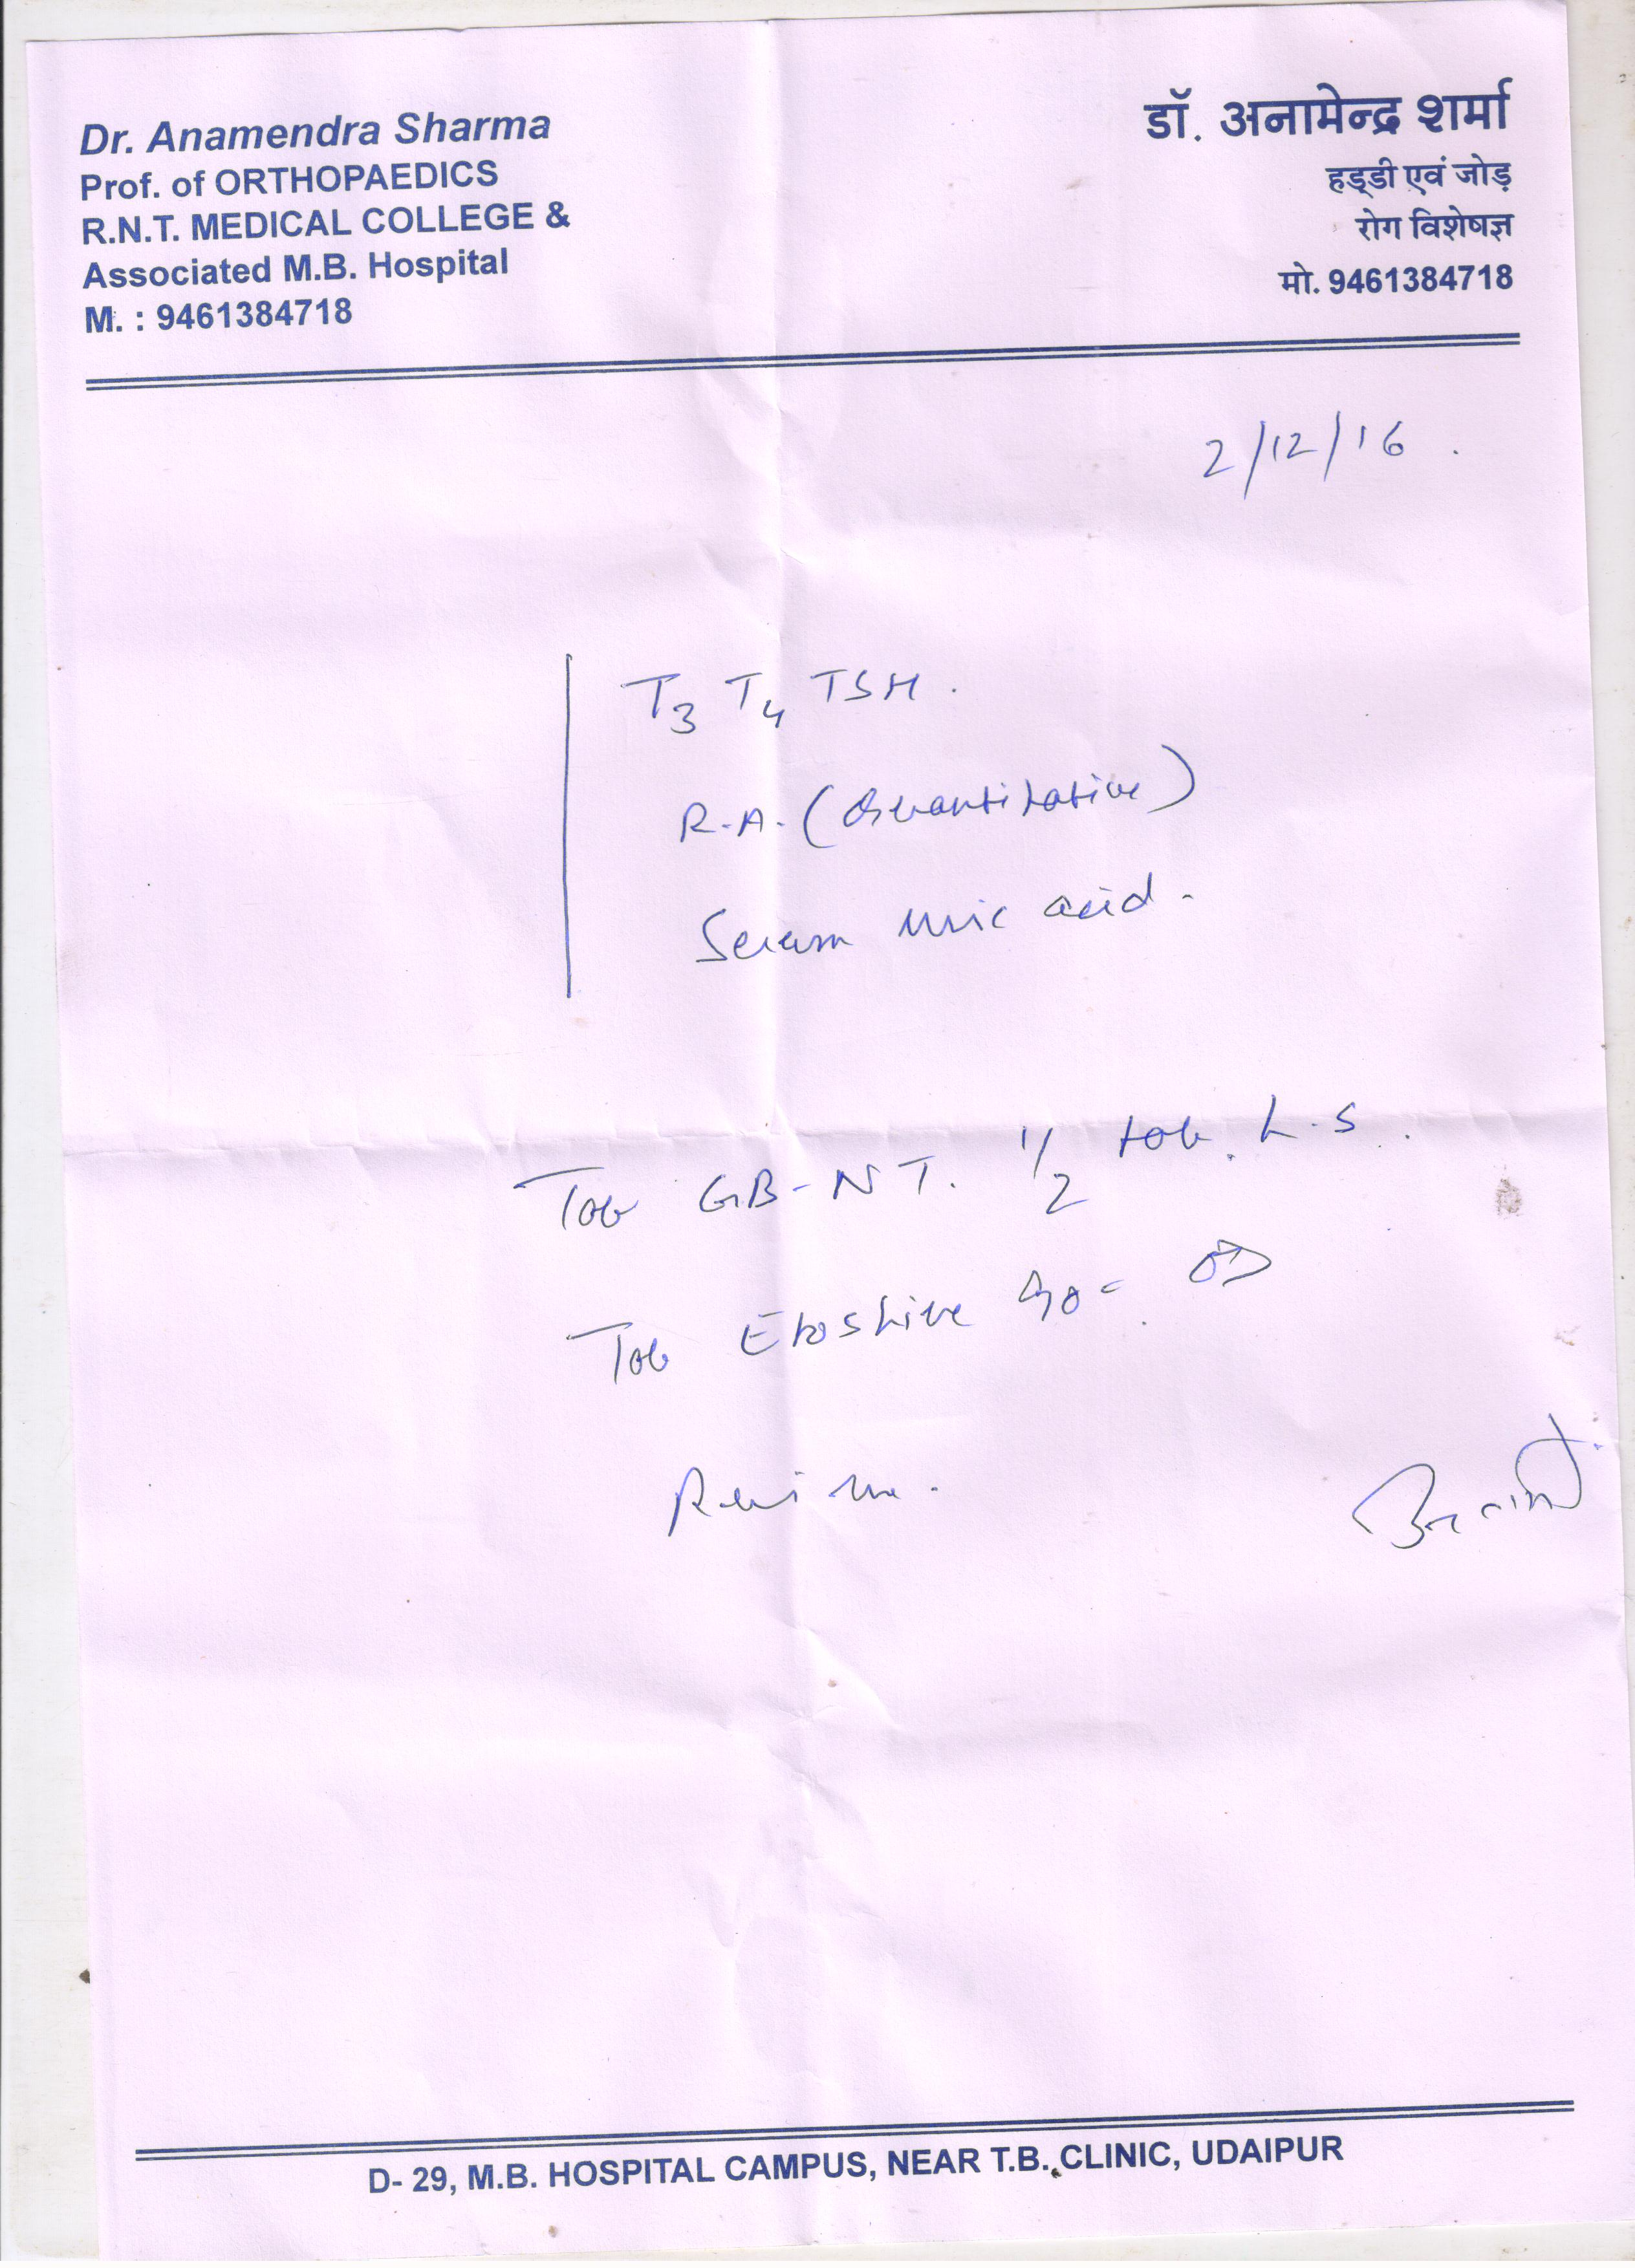 Dr. Anamendra Sharma
Prof. of ORTHOPAEDICS
R.N.T. MEDICAL COLLEGE &
Associated M.B. Hospital
M. : 9461384718
डॉ. अनामेन्द्र शर्मा
हड्डी एवं जोड़
रोग विशेषज्ञ
मो. 9461384718
2/12/16
T3 T4 TSH.
R.A. (Quantitative)
Serum uric acid.
Tab GB-NT. 1/2 tab. h.s.
Tab Etoshine 90 - OD
D- 29, M.B. HOSPITAL CAMPUS, NEAR T.B. CLINIC, UDAIPUR